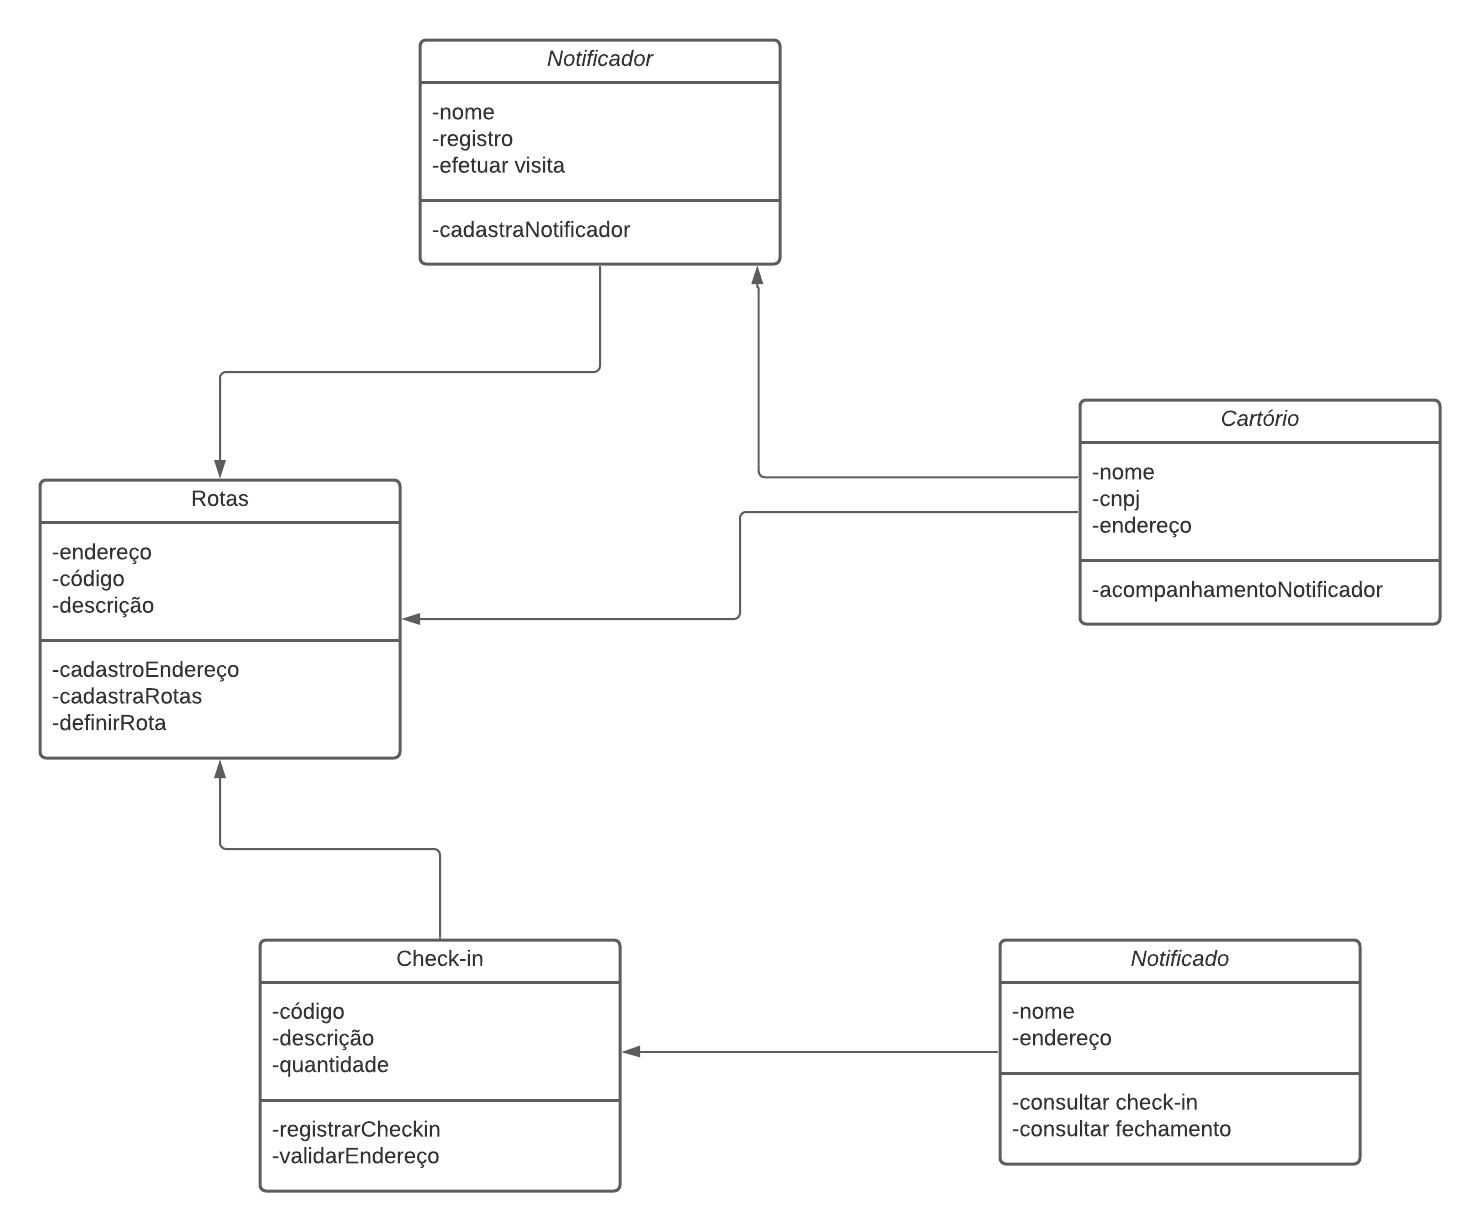 Notificador
-nome
-registro
-efetuar visita
-cadastraNotificador
Cartório
-nome
-cnpj
-endereço
-acompanhamentoNotificador
Rotas
-endereço
-código
-descrição
-cadastroEndereço
-cadastraRotas
-definirRota
Check-in
-código
-descrição
-quantidade
-registrarCheckin
-validarEndereço
Notificado
-nome
-endereço
-consultar check-in
-consultar fechamento